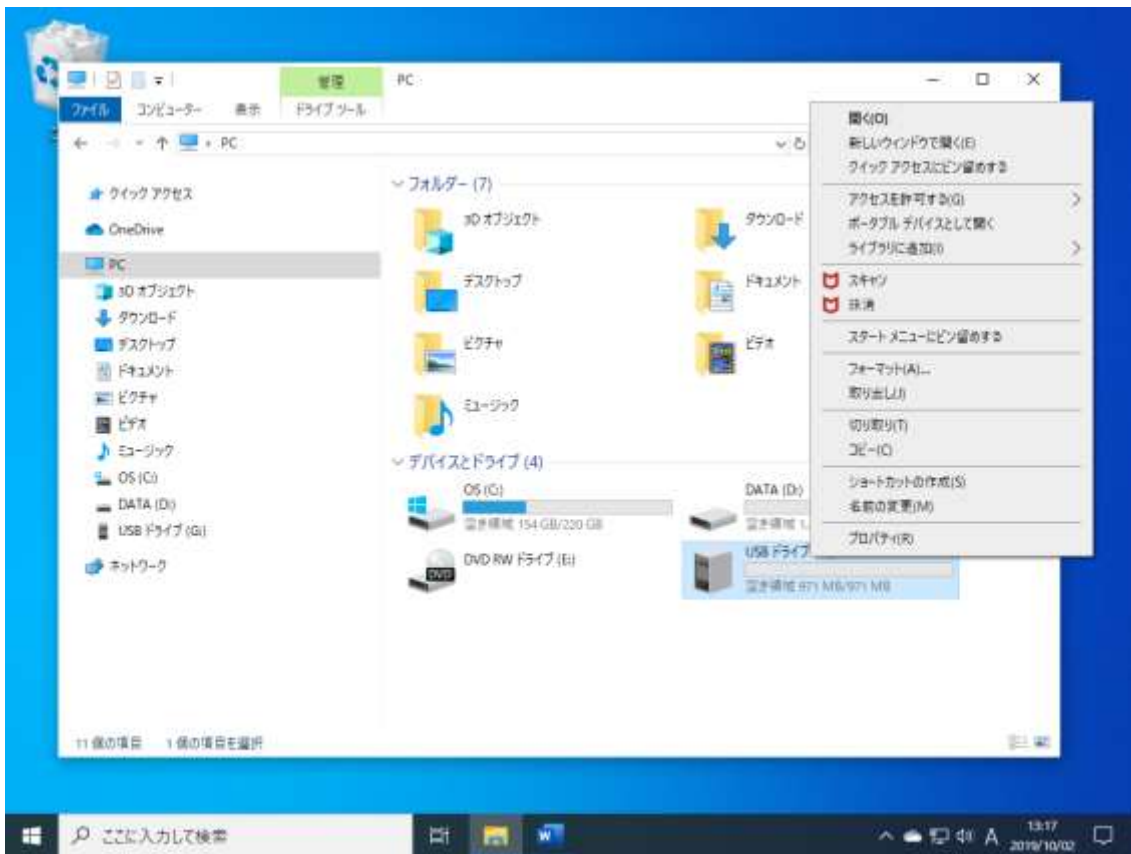 管理
PC
ファイル
コンピューター
表示
ドライブ ツール
PC
クイック アクセス
OneDrive
PC
3D オブジェクト
ダウンロード
デスクトップ
ドキュメント
ピクチャ
ビデオ
ミュージック
OS (C:)
DATA (D:)
USB ドライブ (G:)
ネットワーク
フォルダー (7)
3D オブジェクト
ダウンロード
デスクトップ
ドキュメント
ピクチャ
ビデオ
ミュージック
デバイスとドライブ (4)
OS (C:)
空き領域 154 GB/220 GB
DATA (D:)
空き領域
DVD RW ドライブ (E:)
DVD
USB ドライブ
空き領域 971 MB/971 MB
開く(O)
新しいウィンドウで開く(E)
クイック アクセスにピン留めする
アクセスを許可する(G)
ポータブル デバイスとして開く
ライブラリに追加(I)
スキャン
抹消
スタート メニューにピン留めする
フォーマット(A)...
取り出し(J)
切り取り(T)
コピー(C)
ショートカットの作成(S)
名前の変更(M)
プロパティ(R)
11 個の項目
1 個の項目を選択
ここに入力して検索
W
A
13:17
2019/10/02